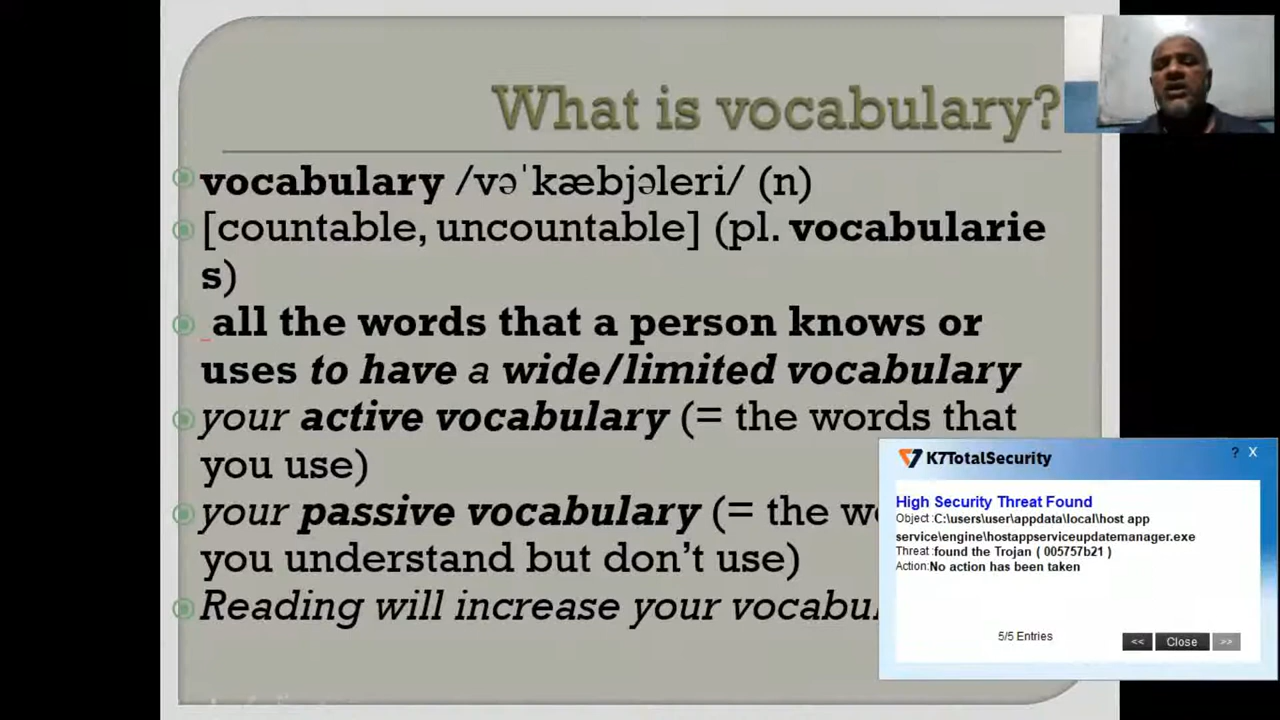 What is vocabulary?
vocabulary /vəˈkæbjəleri/ (n)
[countable, uncountable] (pl. vocabularie
s)
all the words that a person knows or
uses to have a wide/limited vocabulary
your active vocabulary (= the words that
you use)
your passive vocabulary (= the
you understand but don't use)
Reading will increase your
K7TotalSecurity
? X
High Security Threat Found
Object :C:\users\user\appdata\local\host app
service\engine\hostappserviceupdatemanager.exe
Threat :found the Trojan ( 005757b21 )
Action:No action has been taken
5/5 Entries
<< Close >>